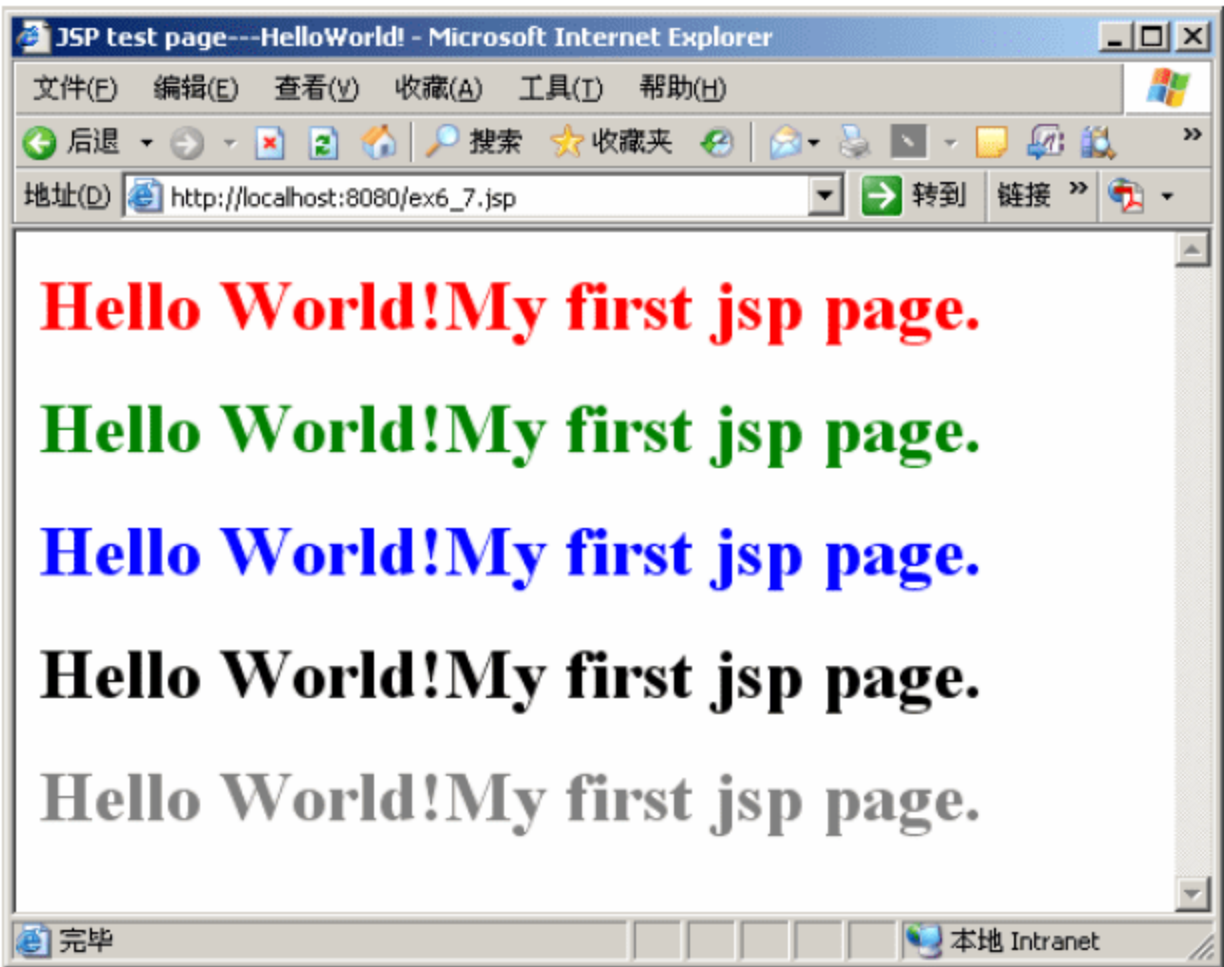 JSP test page---HelloWorld! - Microsoft Internet Explorer
文件(F) 编辑(E) 查看(V) 收藏(A) 工具(T) 帮助(H)
后退 搜索 收藏夹 »
地址(D) http://localhost:8080/ex6_7.jsp 转到 链接 »
Hello World!My first jsp page.
Hello World!My first jsp page.
Hello World!My first jsp page.
Hello World!My first jsp page.
Hello World!My first jsp page.
完毕 本地 Intranet